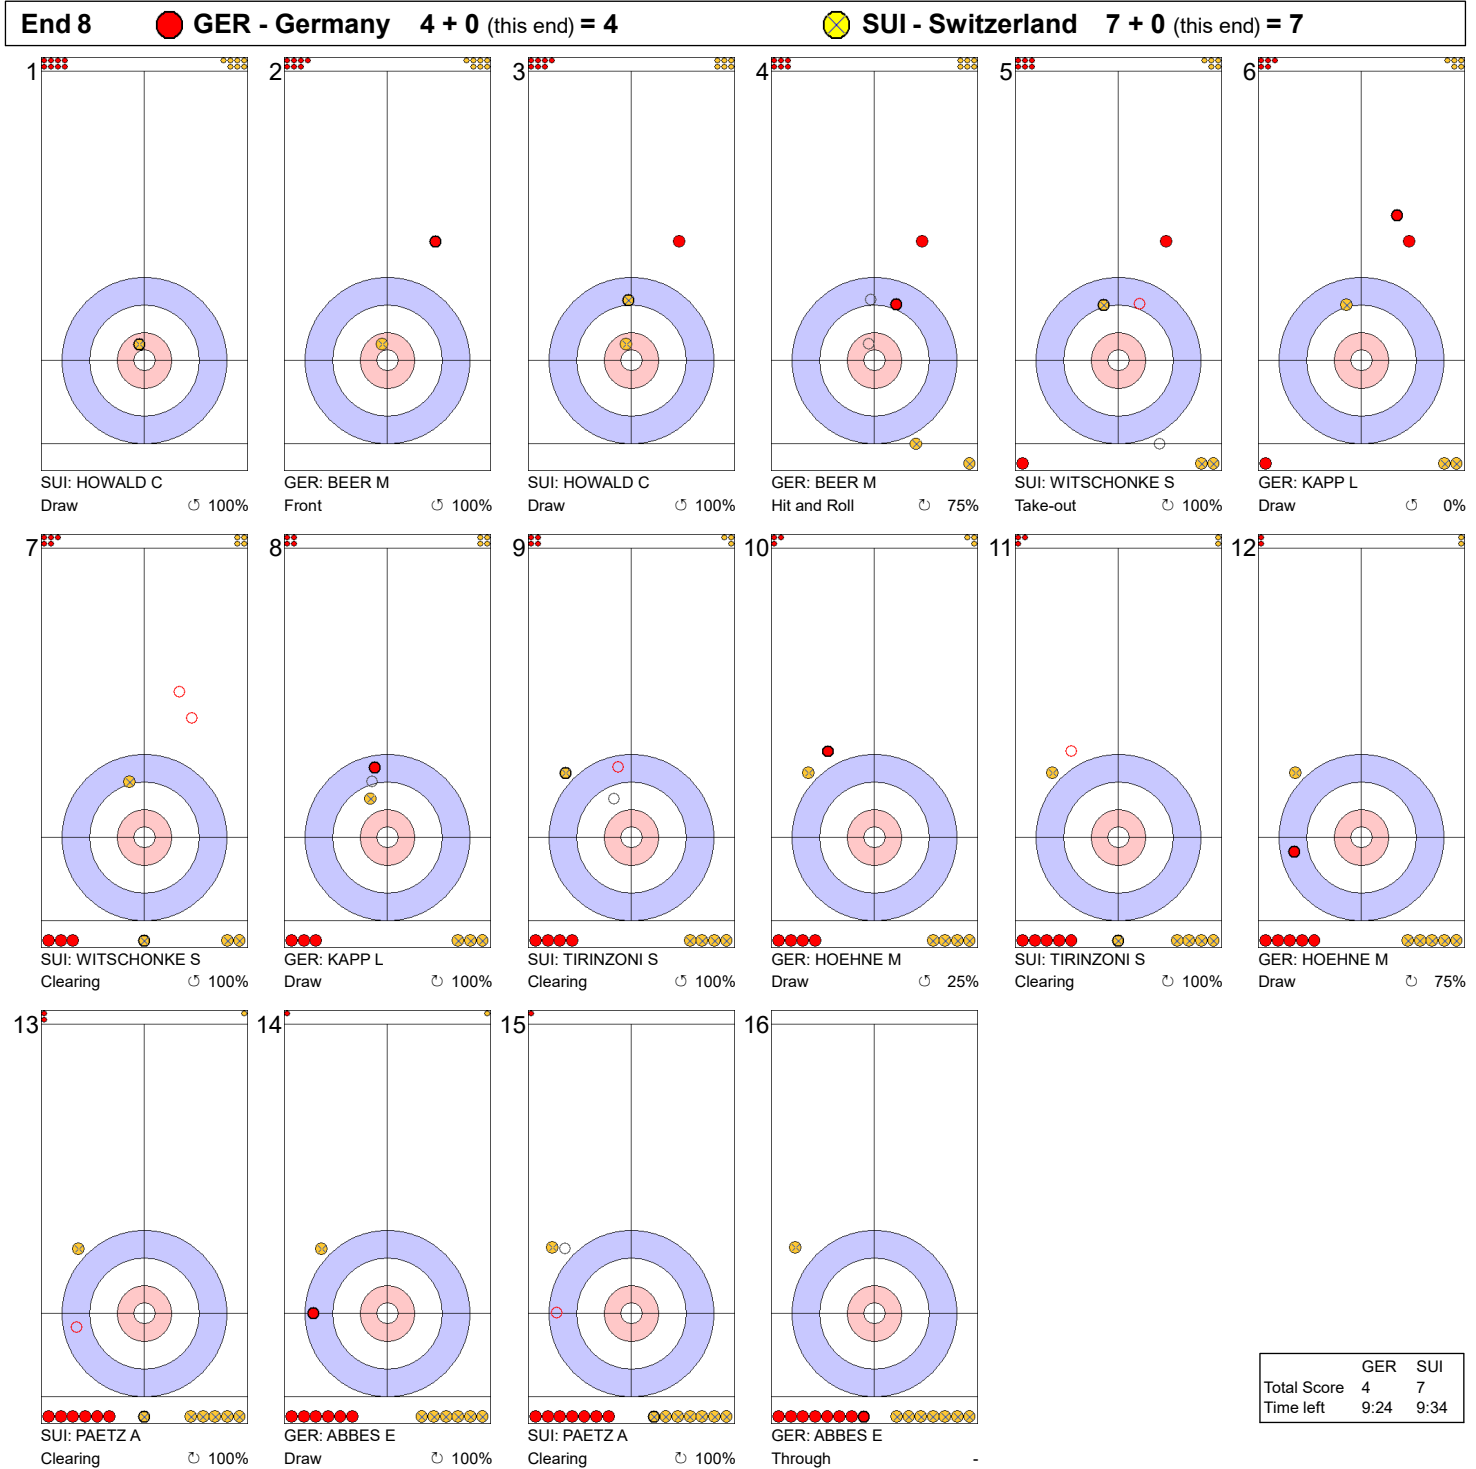 End 8 GER - Germany 4 + 0 (this end) = 4 SUI - Switzerland 7 + 0 (this end) = 7
1 2 3 4 5 6
SUI: HOWALD C GER: BEER M SUI: HOWALD C GER: BEER M SUI: WITSCHONKE S GER: KAPP L
Draw ↺ 100% Front ↻ 100% Draw ↺ 100% Hit and Roll ↻ 75% Take-out ↻ 100% Draw ↺ 0%
7 8 9 10 11 12
SUI: WITSCHONKE S GER: KAPP L SUI: TIRINZONI S GER: HOEHNE M SUI: TIRINZONI S GER: HOEHNE M
Clearing ↺ 100% Draw ↻ 100% Clearing ↺ 100% Draw ↺ 25% Clearing ↻ 100% Draw ↺ 75%
13 14 15 16
SUI: PAETZ A GER: ABBES E SUI: PAETZ A GER: ABBES E
Clearing ↻ 100% Draw ↻ 100% Clearing ↻ 100% Through -
GER SUI
Total Score 4 7
Time left 9:24 9:34